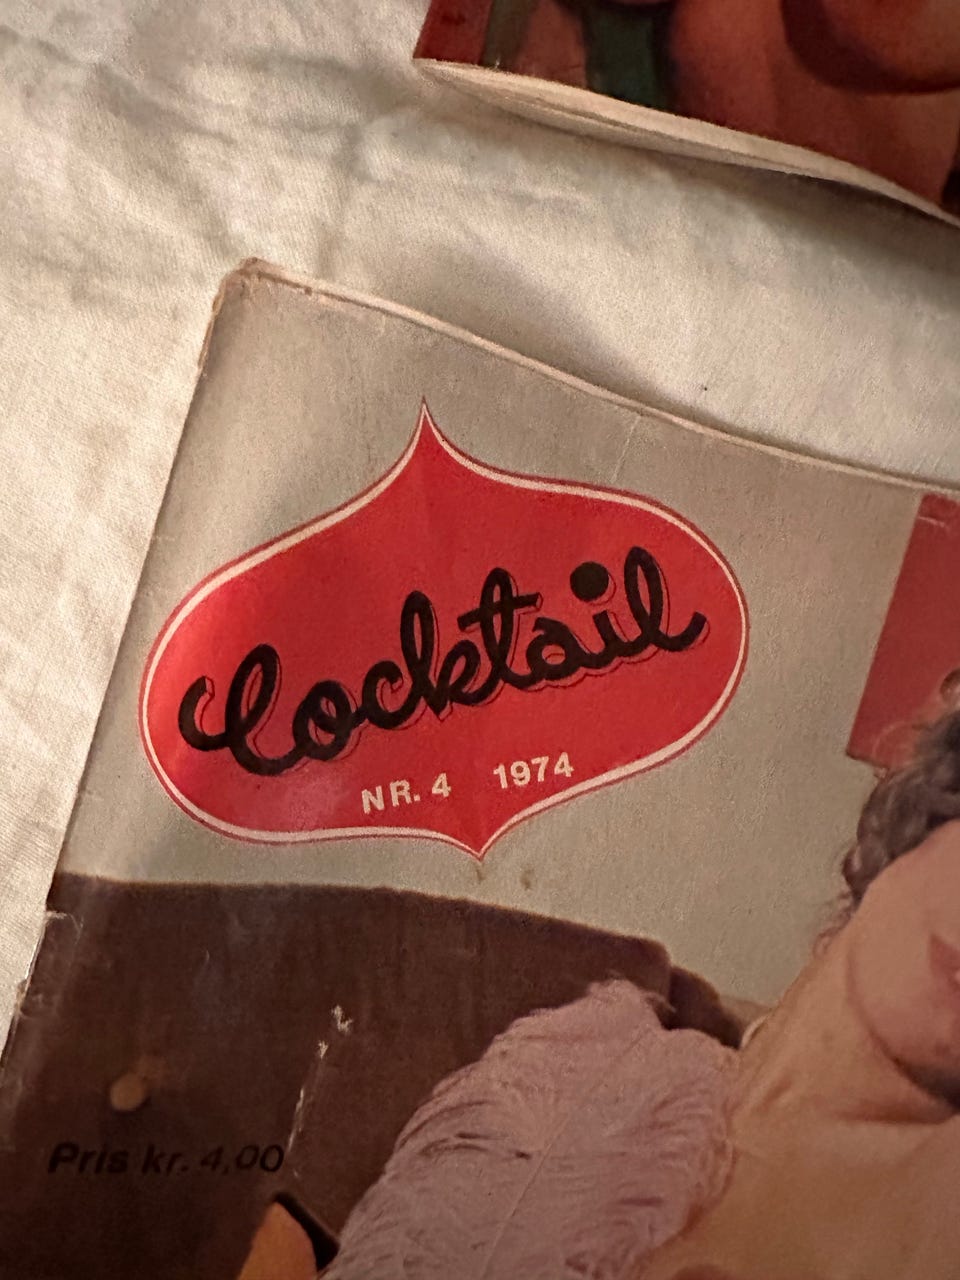 Cocktail
NR. 4 1974
Pris kr. 4,00